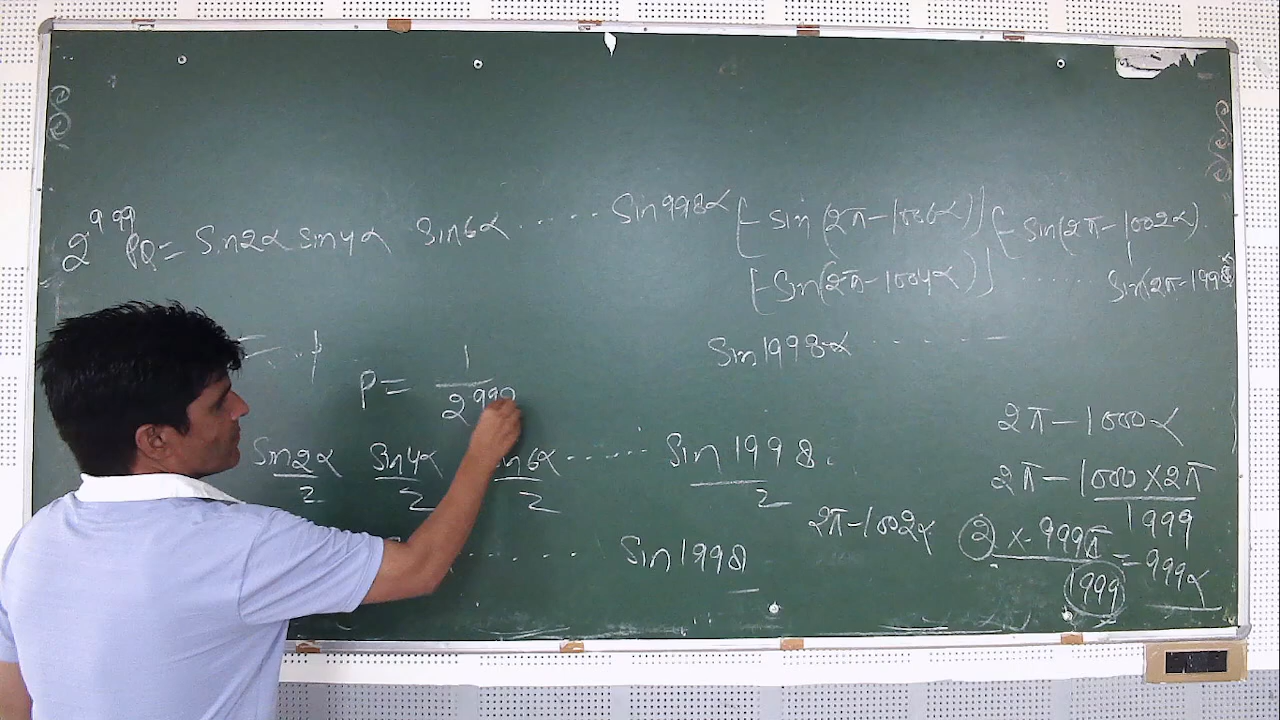 2^999 PQ = Sin2α Sin4α Sin6α ...... Sin998α [-Sin(2π-1000α)] [-Sin(2π-1002α)
[-Sin(2π-1004α)] ...... Sin(2π-1998α
Sin1998α ......
P = 1/2^999
2π-1000α
Sin2α/2 Sin4α/2 Sin6α/2 ...... Sin1998/2
2π - 1000×2π/1999
2π-1002α
2×999π/1999 = 999α
...... Sin1998